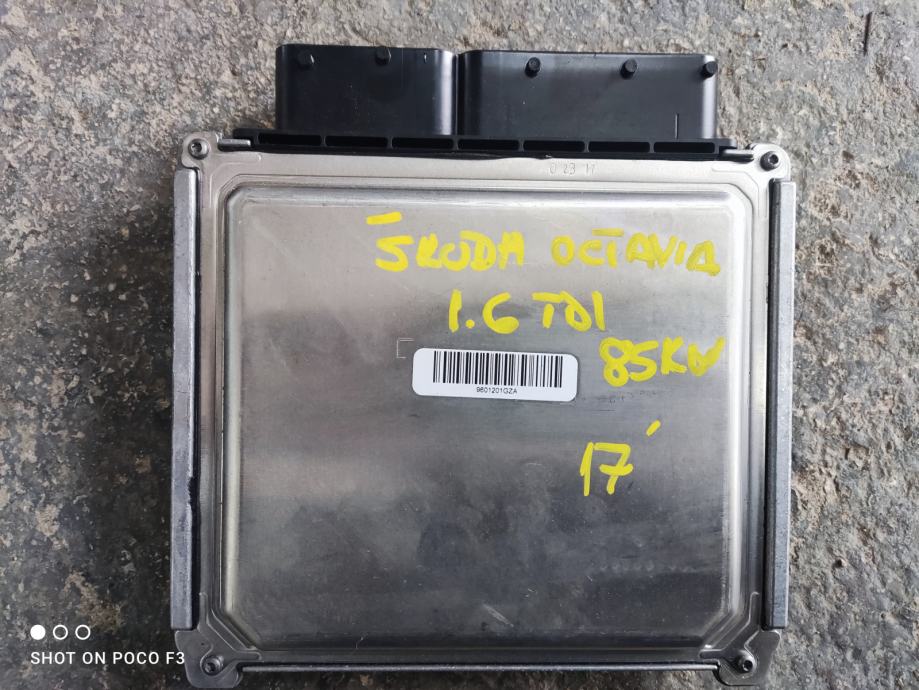 ŠKODA OCTAVIA
1.6 TDI
85KW
9601201GZA
17'
SHOT ON POCO F3